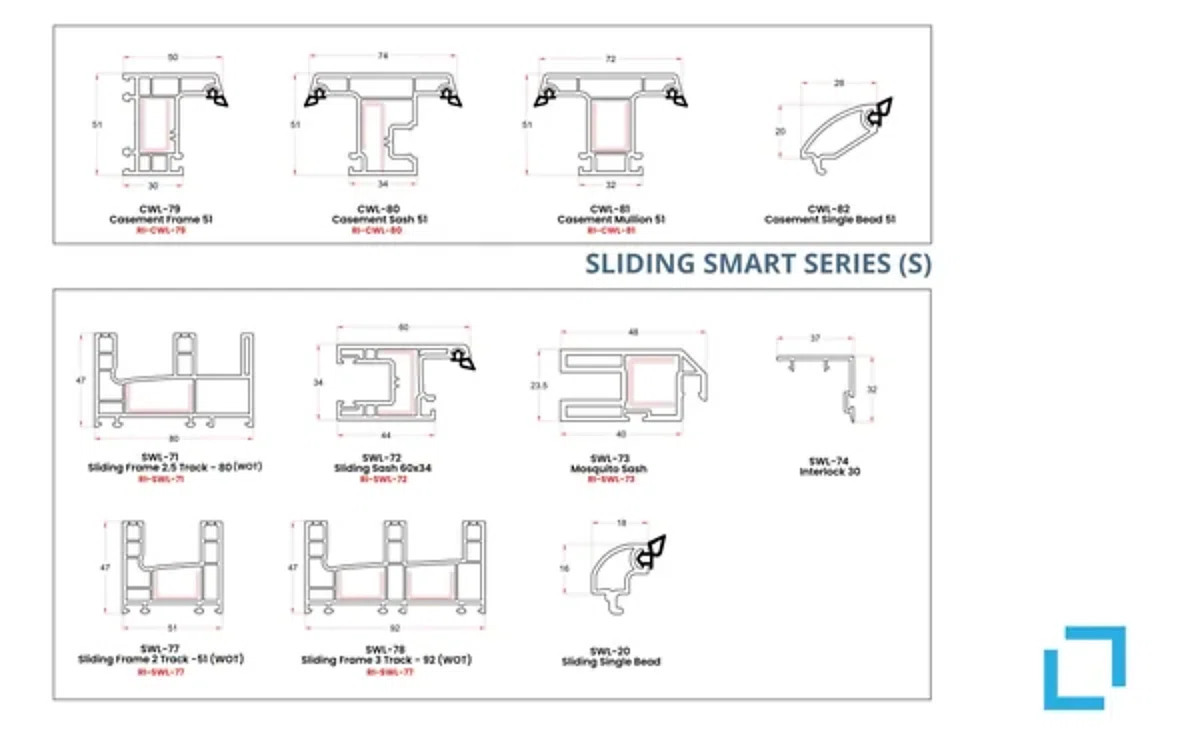 50
51
30
CWL-79
Casement Frame 51
RI-CWL-79
74
51
34
CWL-80
Casement Sash 51
RI-CWL-80
72
51
32
CWL-81
Casement Mullion 51
RI-CWL-81
28
20
CWL-82
Casement Single Bead 51
SLIDING SMART SERIES (S)
47
80
SWL-71
Sliding Frame 2.5 Track - 80 (WOT)
RI-SWL-71
60
34
44
SWL-72
Sliding Sash 60x34
RI-SWL-72
48
23.5
40
SWL-73
Mosquito Sash
RI-SWL-73
37
32
SWL-74
Interlock 30
47
51
SWL-77
Sliding Frame 2 Track -51 (WOT)
RI-SWL-77
47
92
SWL-78
Sliding Frame 3 Track - 92 (WOT)
RI-SWL-77
18
16
SWL-20
Sliding Single Bead